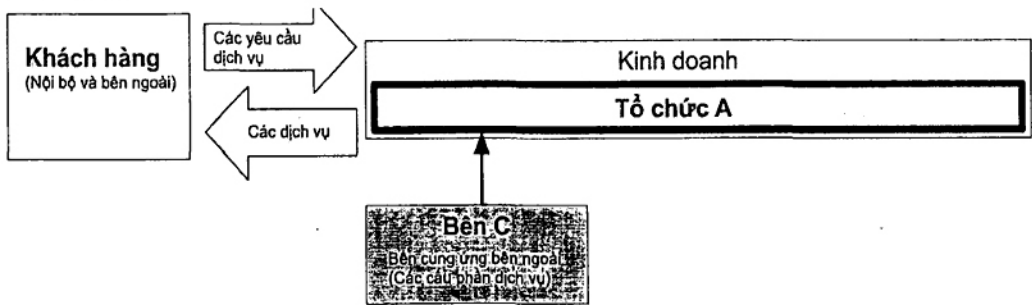 Khách hàng
(Nội bộ và bên ngoài)
Các yêu cầu
dịch vụ
Các dịch vụ
Kinh doanh
Tổ chức A
Bên C
Bên cung ứng bên ngoài
(Các cấu phần dịch vụ)